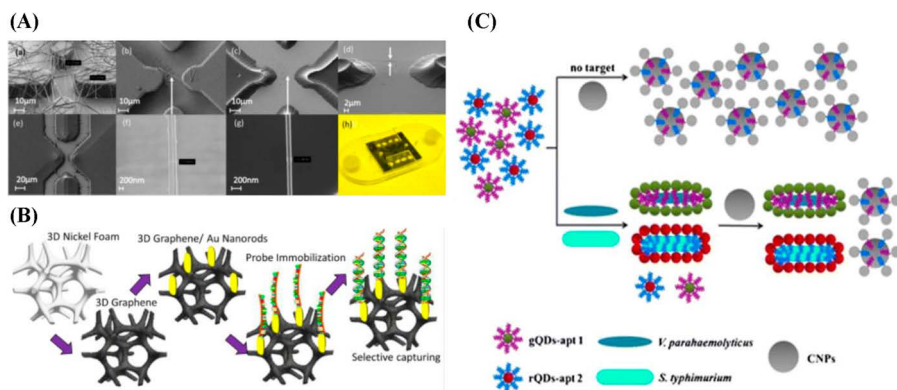 (A)
(a)
10μm
(b)
10μm
(c)
10μm
(d)
2μm
(e)
20μm
(f)
200nm
(g)
200nm
(h)
(B)
3D Nickel Foam
3D Graphene/ Au Nanorods
Probe Immobilization
3D Graphene
Selective capturing
(C)
no target
gQDs-apt 1
V. parahaemolyticus
CNPs
rQDs-apt 2
S. typhimurium